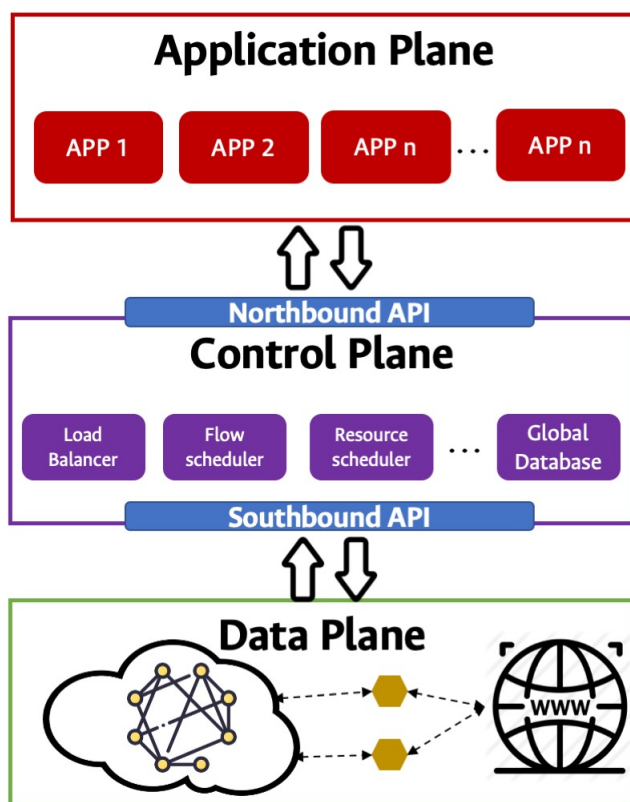 Application Plane
APP 1
APP 2
APP n
...
APP n
Northbound API
Control Plane
Load
Balancer
Flow
scheduler
Resource
scheduler
...
Global
Database
Southbound API
Data Plane
WWW